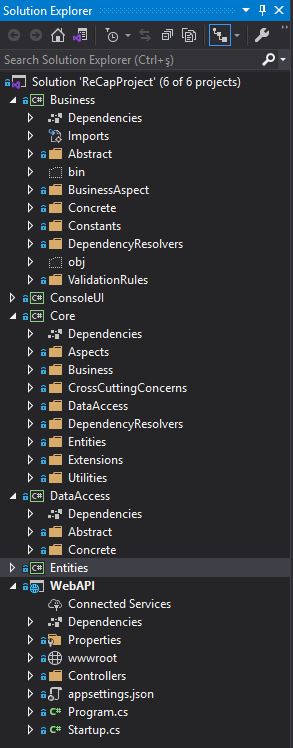 Solution Explorer
Search Solution Explorer (Ctrl+ş)
Solution 'ReCapProject' (6 of 6 projects)
C# Business
Dependencies
Imports
Abstract
bin
BusinessAspect
Concrete
Constants
DependencyResolvers
obj
ValidationRules
C# ConsoleUI
C# Core
Dependencies
Aspects
Business
CrossCuttingConcerns
DataAccess
DependencyResolvers
Entities
Extensions
Utilities
C# DataAccess
Dependencies
Abstract
Concrete
C# Entities
WebAPI
Connected Services
Dependencies
Properties
wwwroot
Controllers
appsettings.json
C# Program.cs
C# Startup.cs